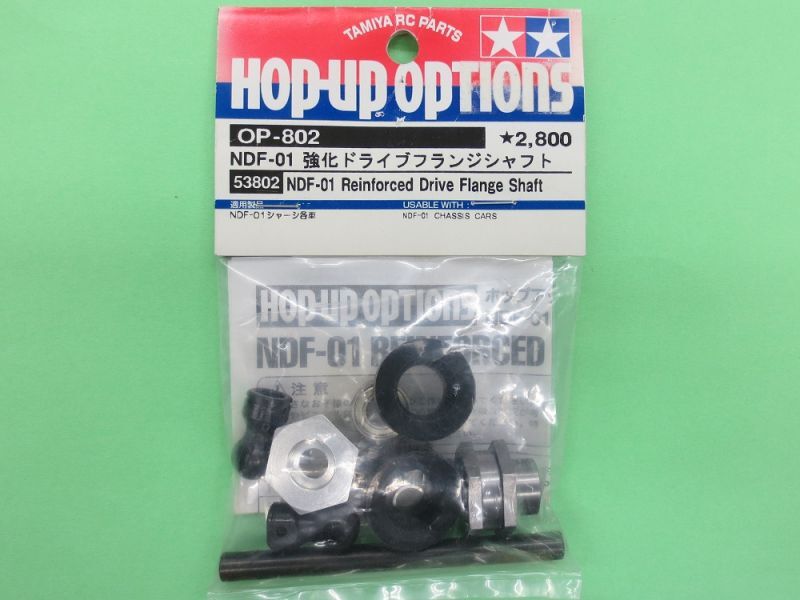 TAMIYA RC PARTS
HOP-UP OPTIONS
OP-802
★2,800
NDF-01 強化ドライブフランジシャフト
53802 NDF-01 Reinforced Drive Flange Shaft
適用製品
USABLE WITH :
NDF-01シャーシ各車
NDF-01 CHASSIS CARS
HOP-UP OPTIONS
NDF-01 REINFORCED
注意